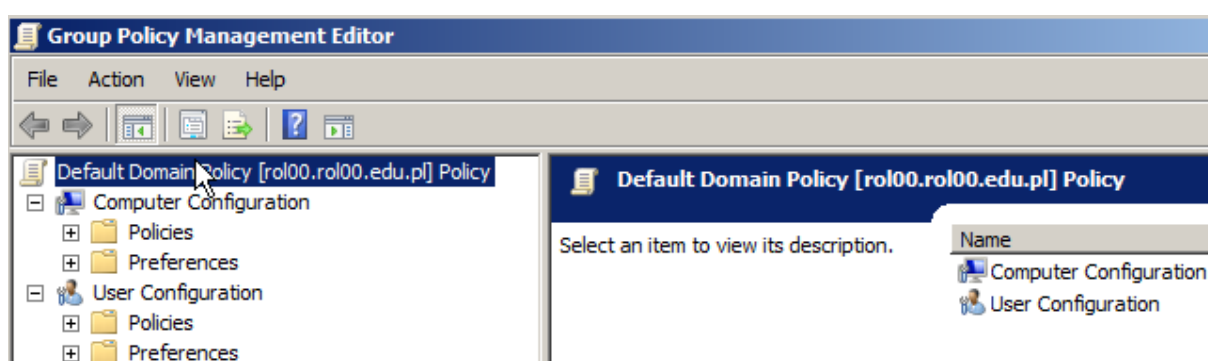 Group Policy Management Editor
File Action View Help
Default Domain Policy [rol00.rol00.edu.pl] Policy
Computer Configuration
Policies
Preferences
User Configuration
Policies
Preferences
Default Domain Policy [rol00.rol00.edu.pl] Policy
Select an item to view its description.
Name
Computer Configuration
User Configuration